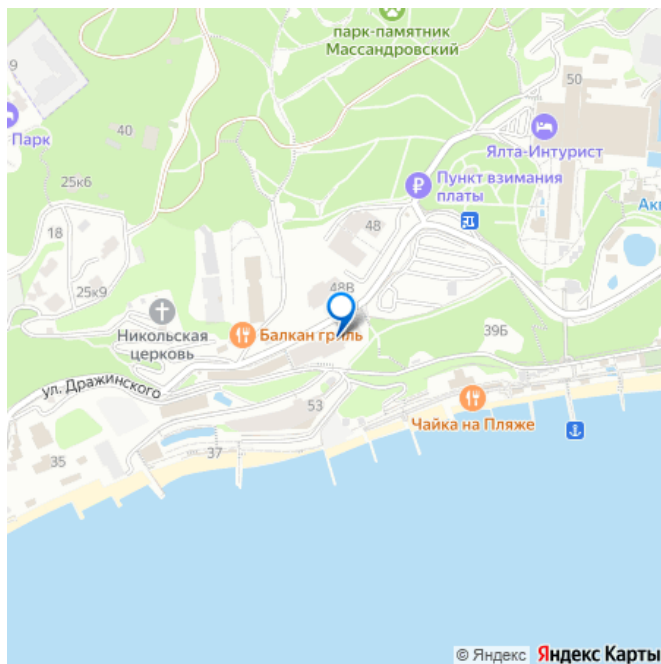 парк-памятник
Массандровский
9
50
Парк
40
Ялта-Интурист
25к6
Пункт взимания
платы
Ак
18
48
25к9
48В
Никольская
церковь
Балкан гриль
39Б
ул. Дражинского
53
Чайка на Пляже
37
35
© Яндекс Яндекс Карты